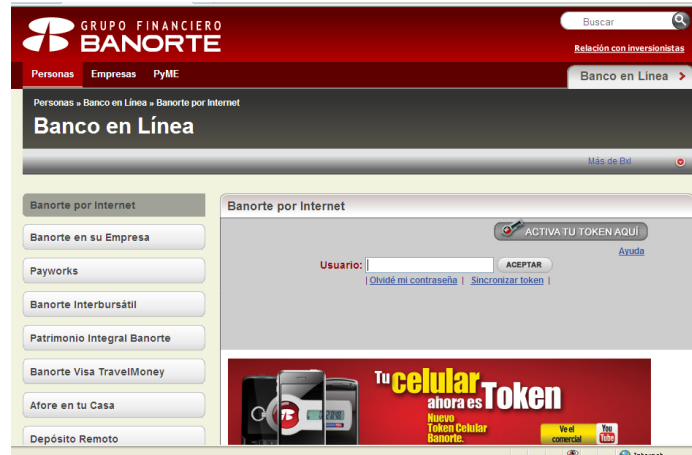 GRUPO FINANCIERO
BANORTE
Buscar
Relación con inversionistas
Personas Empresas PyME
Banco en Línea
Personas » Banco en Línea » Banorte por Internet
Banco en Línea
Más de BxI
Banorte por Internet
Banorte en su Empresa
Payworks
Banorte Interbursátil
Patrimonio Integral Banorte
Banorte Visa TravelMoney
Afore en tu Casa
Depósito Remoto
Banorte por Internet
ACTIVA TU TOKEN AQUÍ
Ayuda
Usuario: ACEPTAR
| Olvidé mi contraseña | Sincronizar token |
Tu celular
ahora es Token
Nuevo
Token Celular
Banorte.
Ve el
comercial
You
Tube
Internet